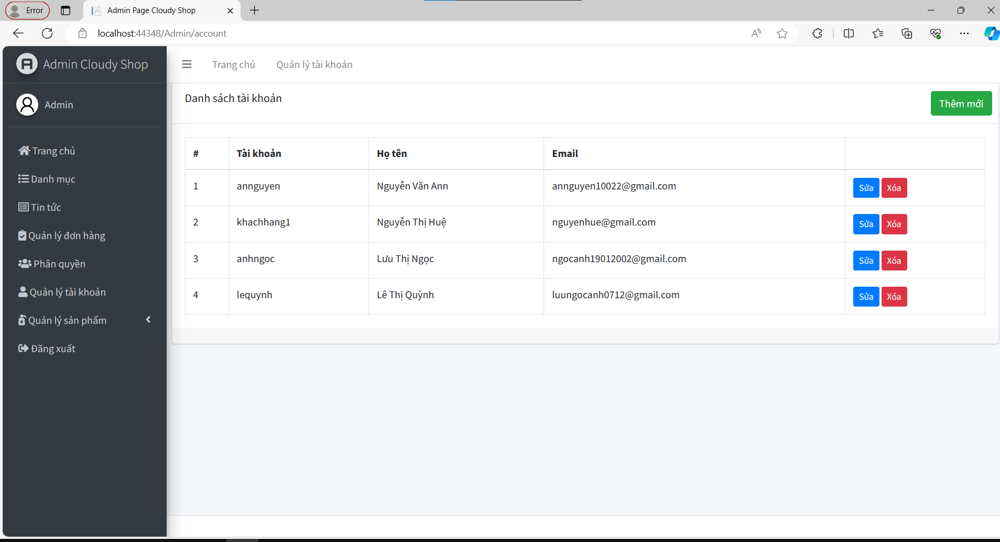 Error
Admin Page Cloudy Shop
localhost:44348/Admin/account
Admin Cloudy Shop
Trang chủ
Quản lý tài khoản
Admin
Trang chủ
Danh mục
Tin tức
Quản lý đơn hàng
Phân quyền
Quản lý tài khoản
Quản lý sản phẩm
Đăng xuất
Danh sách tài khoản
Thêm mới
# Tài khoản Họ tên Email
1 annguyen Nguyễn Văn Ann annguyen10022@gmail.com Sửa Xóa
2 khachhang1 Nguyễn Thị Huệ nguyenhue@gmail.com Sửa Xóa
3 anhngoc Lưu Thị Ngọc ngocanh19012002@gmail.com Sửa Xóa
4 lequynh Lê Thị Quỳnh luungocanh0712@gmail.com Sửa Xóa